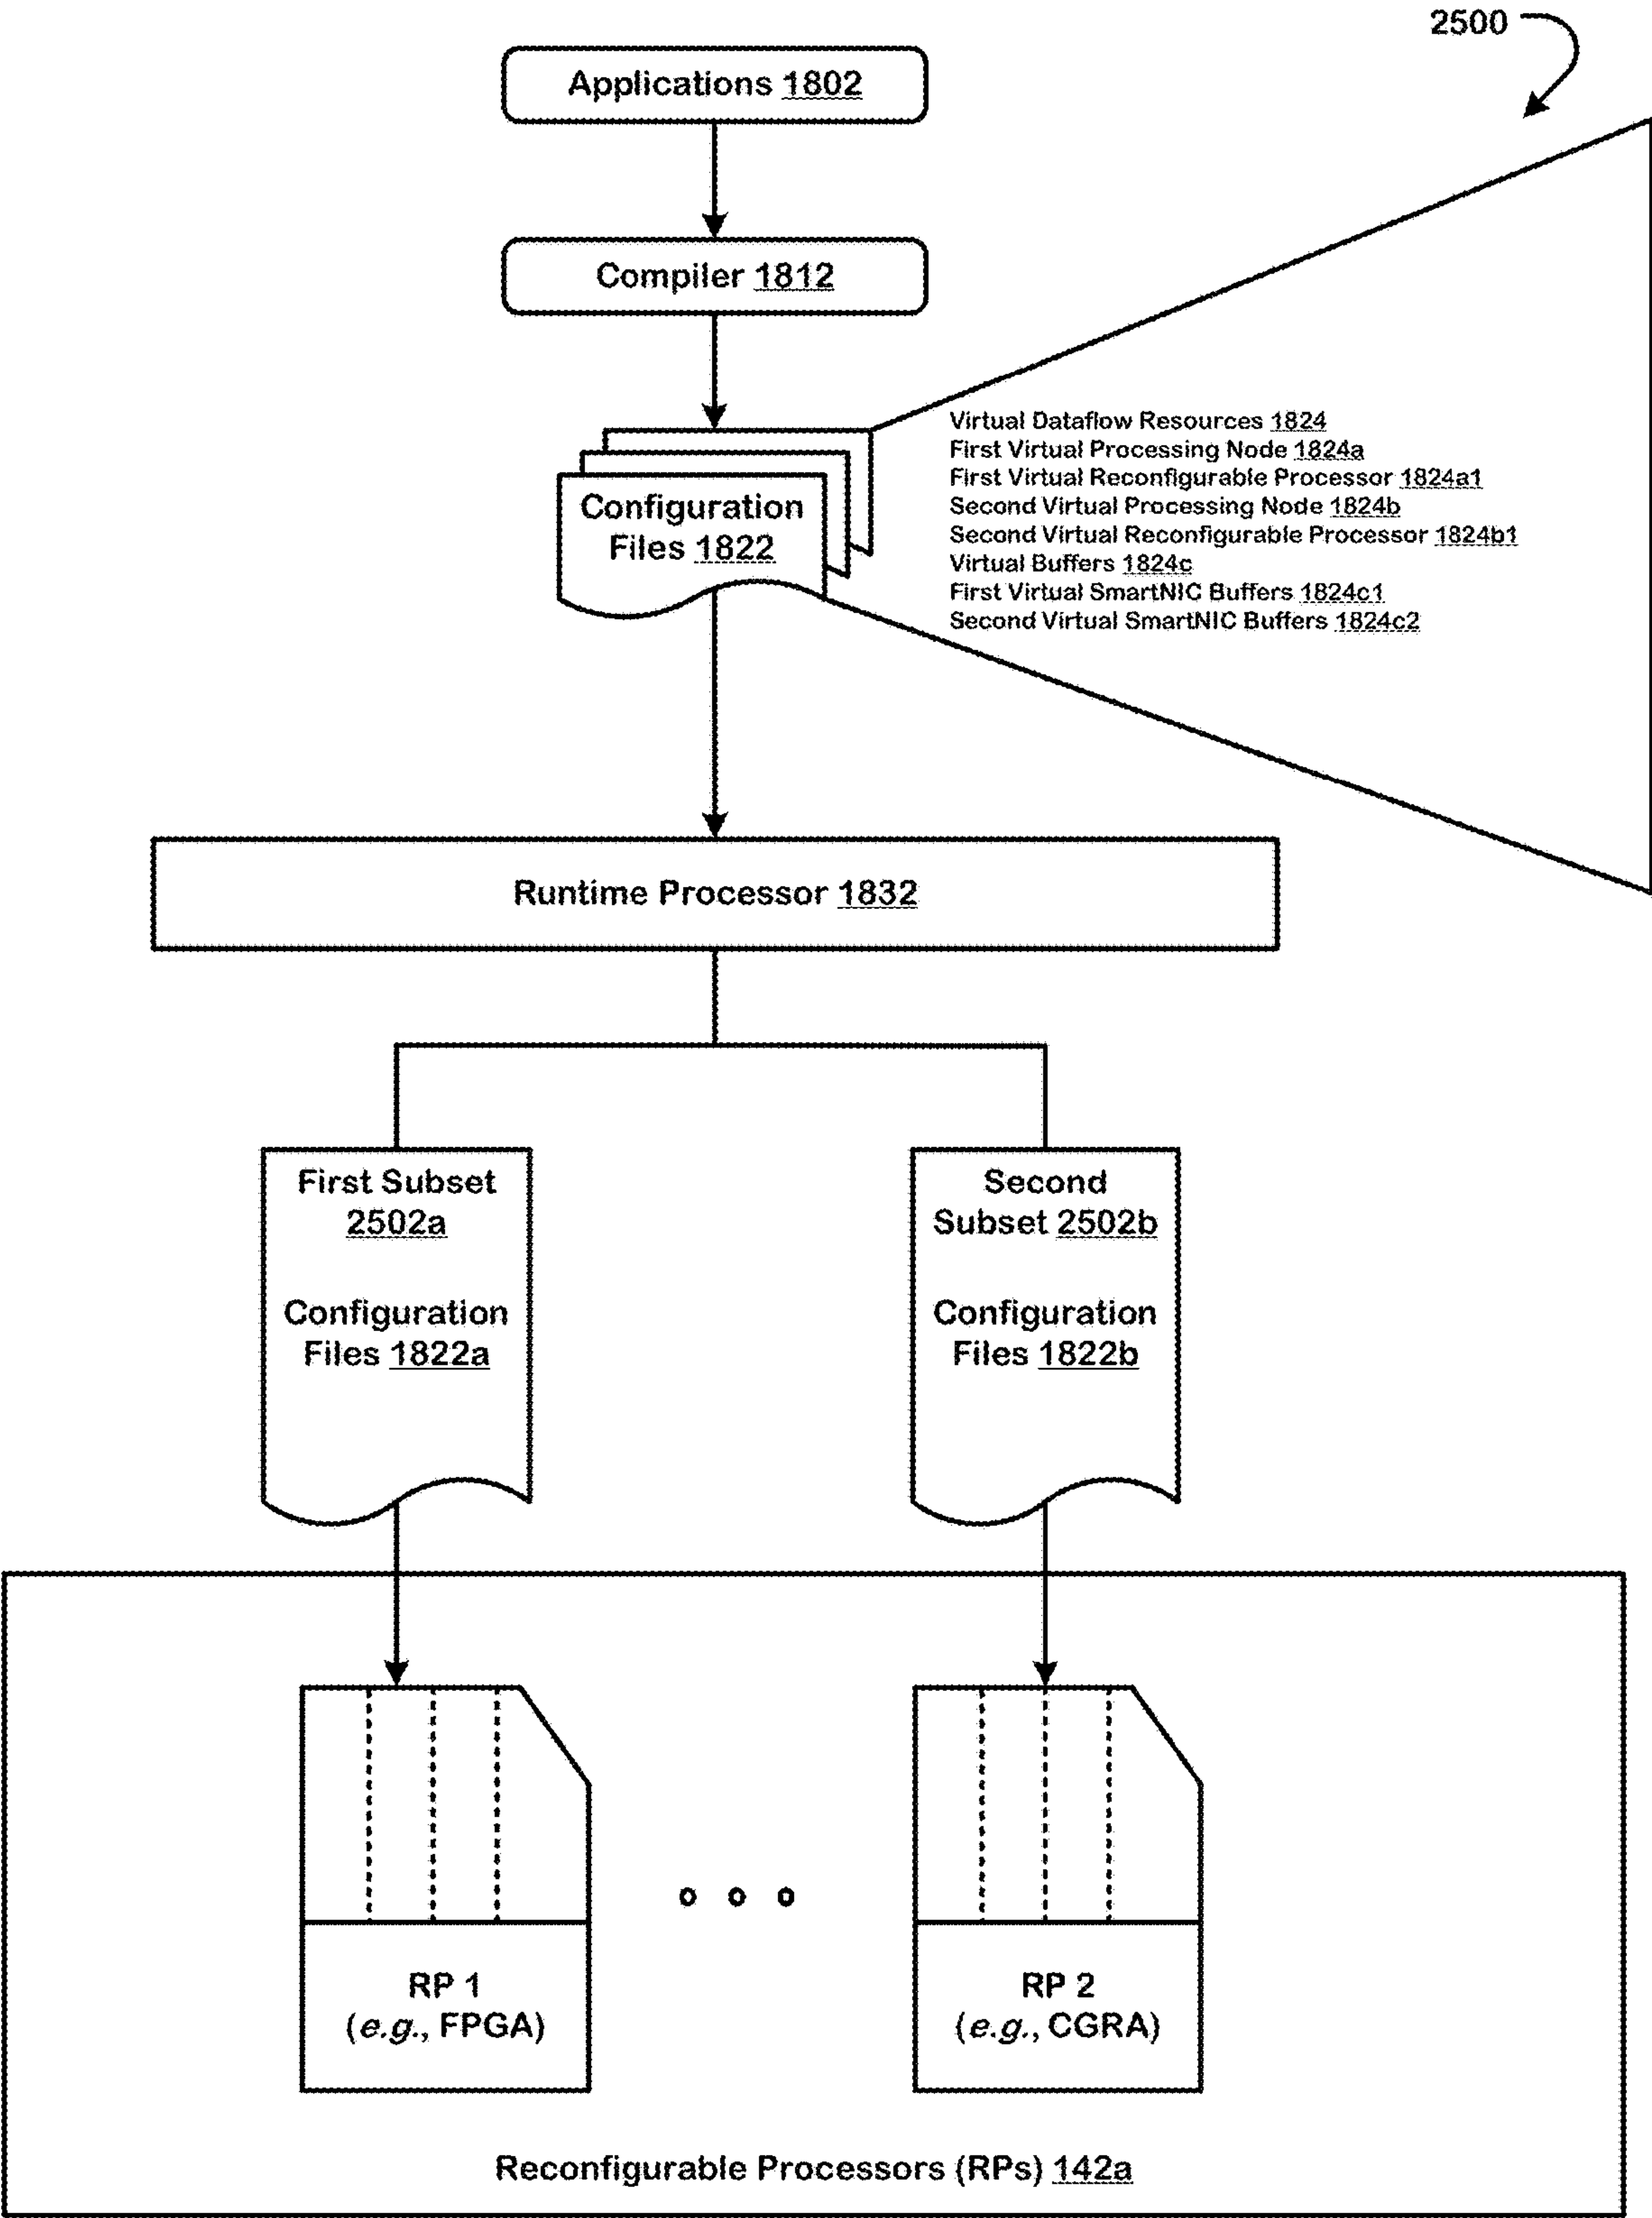 2500
Applications 1802
Compiler 1812
Virtual Dataflow Resources 1824
First Virtual Processing Node 1824a
First Virtual Reconfigurable Processor 1824a1
Second Virtual Processing Node 1824b
Second Virtual Reconfigurable Processor 1824b1
Virtual Buffers 1824c
First Virtual SmartNIC Buffers 1824c1
Second Virtual SmartNIC Buffers 1824c2
Configuration
Files 1822
Runtime Processor 1832
First Subset
2502a
Configuration
Files 1822a
Second
Subset 2502b
Configuration
Files 1822b
RP 1
(e.g., FPGA)
RP 2
(e.g., CGRA)
Reconfigurable Processors (RPs) 142a